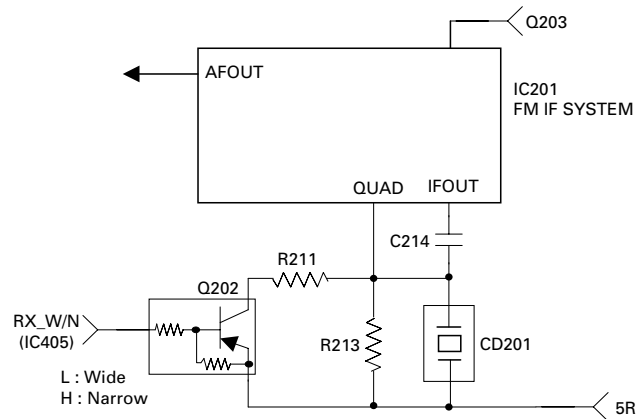 Q203
AFOUT
IC201
FM IF SYSTEM
QUAD
IFOUT
C214
R211
Q202
RX_W/N
(IC405)
R213
CD201
L : Wide
H : Narrow
5R